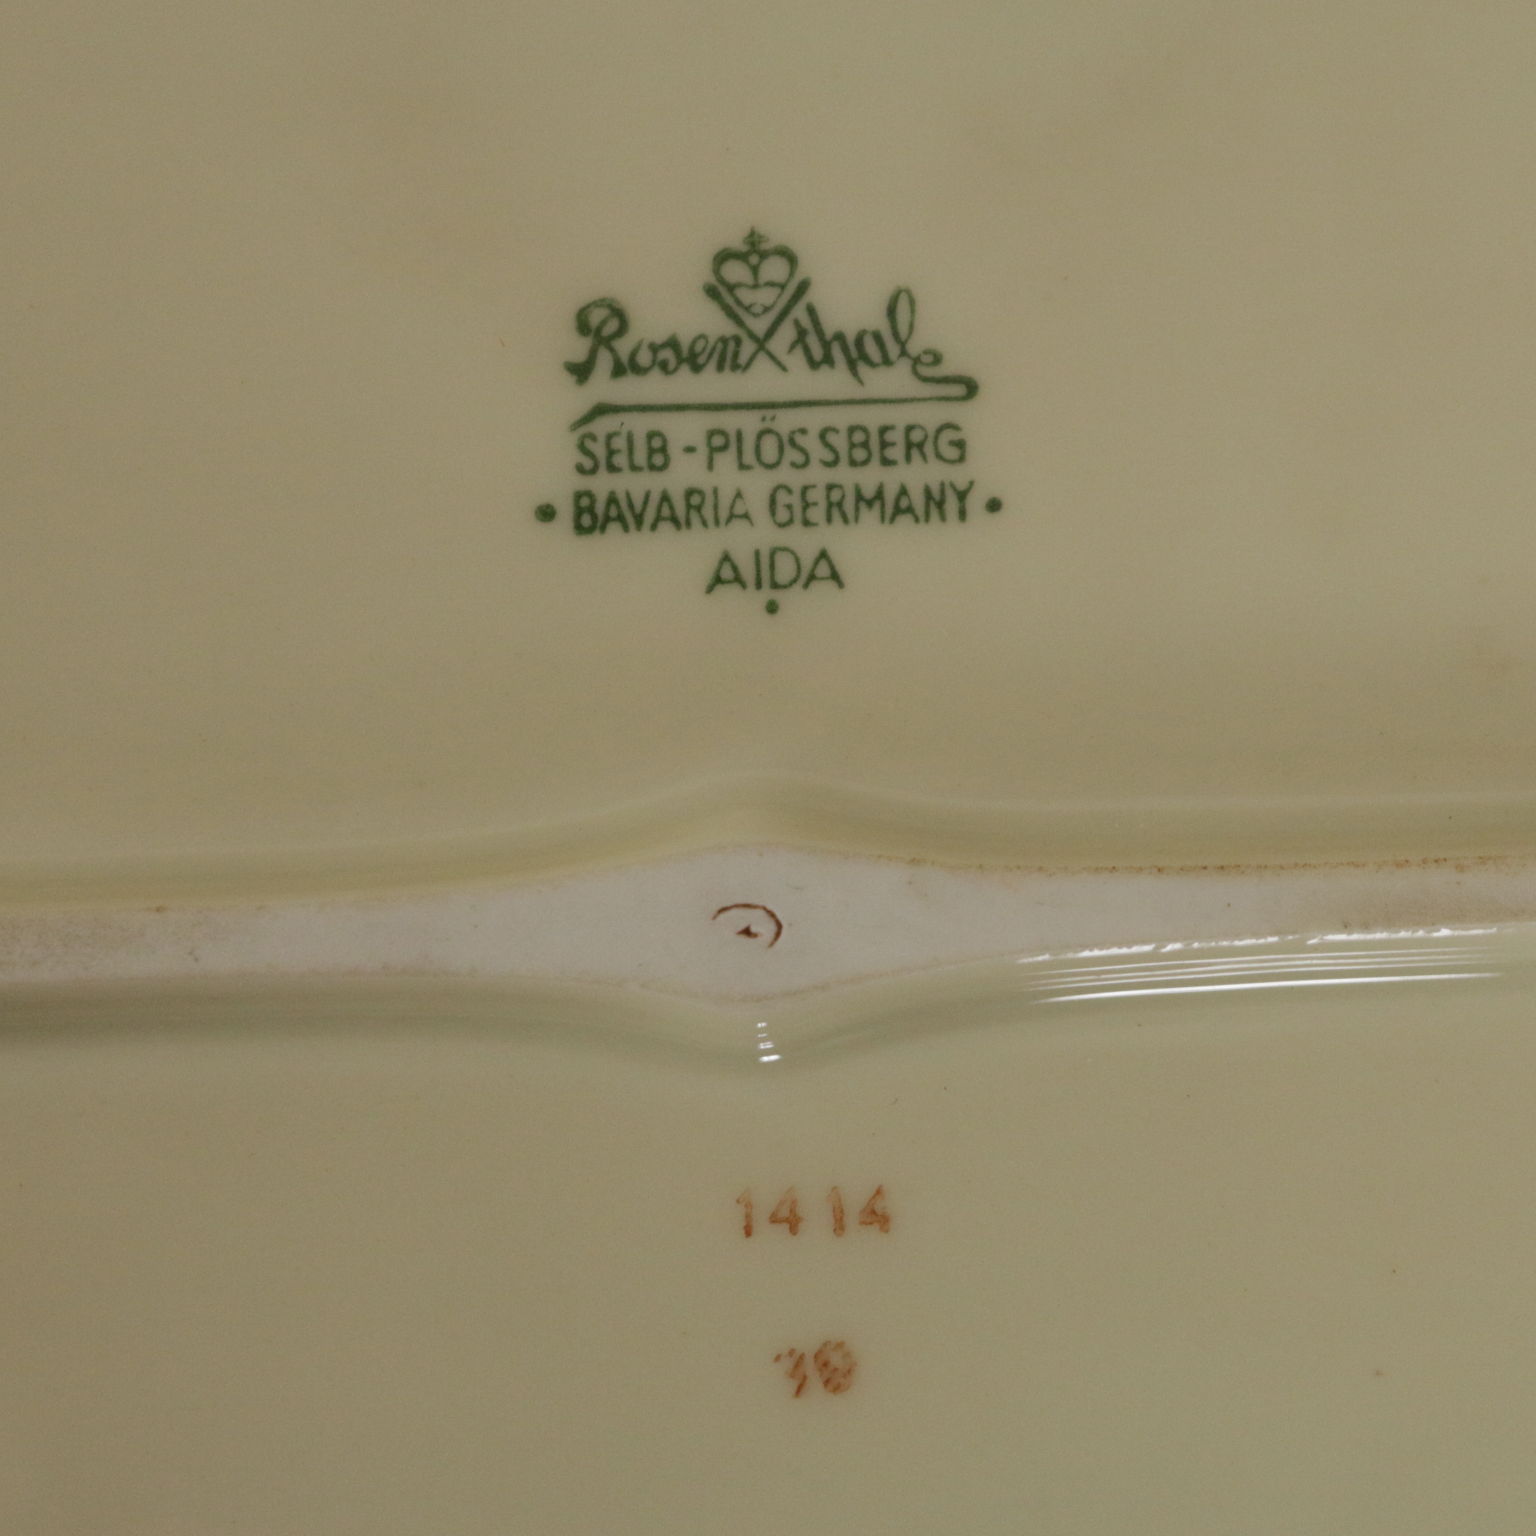 Rosenthal
SELB-PLÖSSBERG
• BAVARIA GERMANY •
AIDA
1414